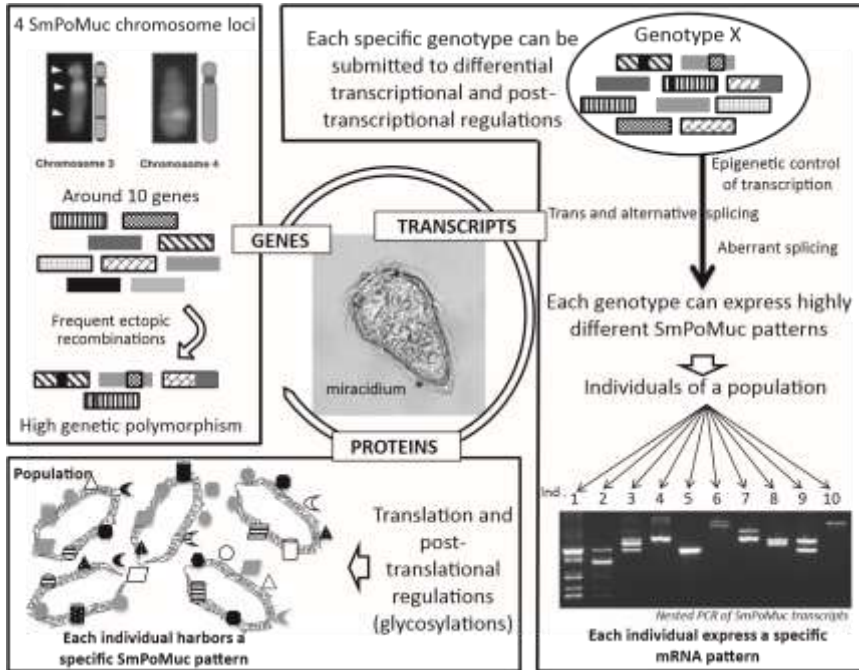 4 SmPoMuc chromosome loci
Chromosome 3
Chromosome 4
Around 10 genes
Frequent ectopic
recombinations
High genetic polymorphism
GENES
TRANSCRIPTS
PROTEINS
miracidium
Each specific genotype can be
submitted to differential
transcriptional and post-
transcriptional regulations
Genotype X
Epigenetic control
of transcription
Trans and alternative splicing
Aberrant splicing
Each genotype can express highly
different SmPoMuc patterns
Individuals of a population
Ind. 1 2 3 4 5 6 7 8 9 10
Nested PCR of SmPoMuc transcripts
Each individual express a specific
mRNA pattern
Translation and
post-
translational
regulations
(glycosylations)
Population
Each individual harbors a
specific SmPoMuc pattern